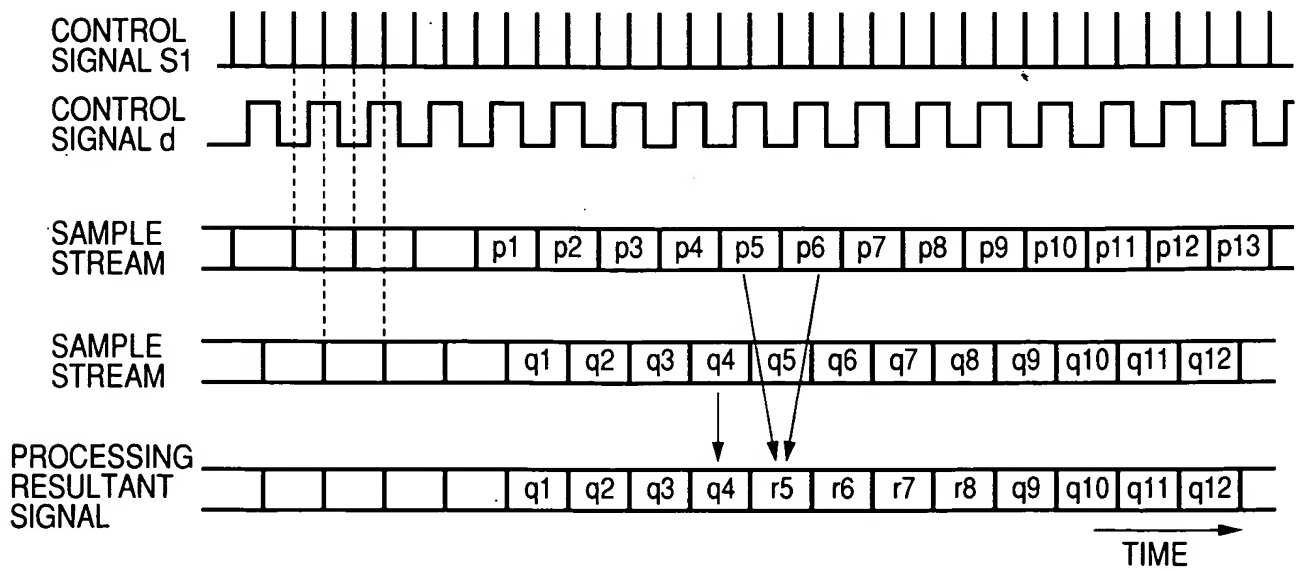 CONTROL
SIGNAL S1
CONTROL
SIGNAL d
SAMPLE
STREAM
p1 p2 p3 p4 p5 p6 p7 p8 p9 p10 p11 p12 p13
SAMPLE
STREAM
q1 q2 q3 q4 q5 q6 q7 q8 q9 q10 q11 q12
PROCESSING
RESULTANT
SIGNAL
q1 q2 q3 q4 r5 r6 r7 r8 q9 q10 q11 q12
TIME